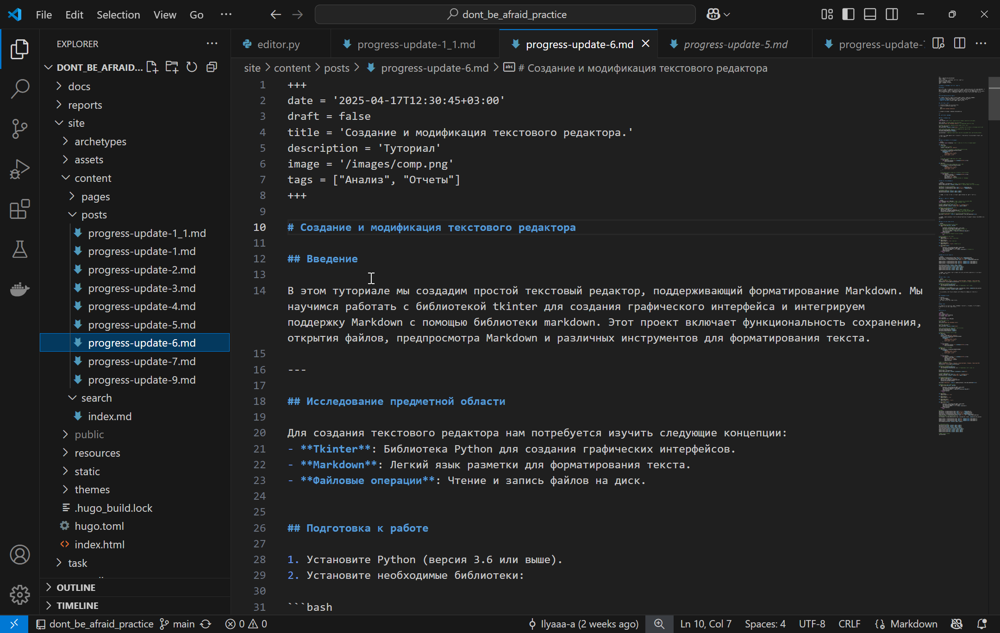 File Edit Selection View Go ··· dont_be_afraid_practice
EXPLORER
DONT_BE_AFRAID...
docs
reports
site
archetypes
assets
content
pages
posts
progress-update-1_1.md
progress-update-1.md
progress-update-2.md
progress-update-3.md
progress-update-4.md
progress-update-5.md
progress-update-6.md
progress-update-7.md
progress-update-9.md
search
index.md
public
resources
static
themes
.hugo_build.lock
hugo.toml
index.html
task
OUTLINE
TIMELINE
editor.py progress-update-1_1.md progress-update-6.md progress-update-5.md progress-update-
site > content > posts > progress-update-6.md > # Создание и модификация текстового редактора
1 +++
2 date = '2025-04-17T12:30:45+03:00'
3 draft = false
4 title = 'Создание и модификация текстового редактора.'
5 description = 'Туториал'
6 image = '/images/comp.png'
7 tags = ["Анализ", "Отчеты"]
8 +++
9
10 # Создание и модификация текстового редактора
11
12 ## Введение
13
14 В этом туториале мы создадим простой текстовый редактор, поддерживающий форматирование Markdown. Мы
научимся работать с библиотекой tkinter для создания графического интерфейса и интегрируем
поддержку Markdown с помощью библиотеки markdown. Этот проект включает функциональность сохранения,
открытия файлов, предпросмотра Markdown и различных инструментов для форматирования текста.
15
16 ---
17
18 ## Исследование предметной области
19
20 Для создания текстового редактора нам потребуется изучить следующие концепции:
21 - **Tkinter**: Библиотека Python для создания графических интерфейсов.
22 - **Markdown**: Легкий язык разметки для форматирования текста.
23 - **Файловые операции**: Чтение и запись файлов на диск.
24
25
26 ## Подготовка к работе
27
28 1. Установите Python (версия 3.6 или выше).
29 2. Установите необходимые библиотеки:
30
31 ```bash
dont_be_afraid_practice main 0 0 Ilyaaa-a (2 weeks ago) Ln 10, Col 7 Spaces: 4 UTF-8 CRLF Markdown